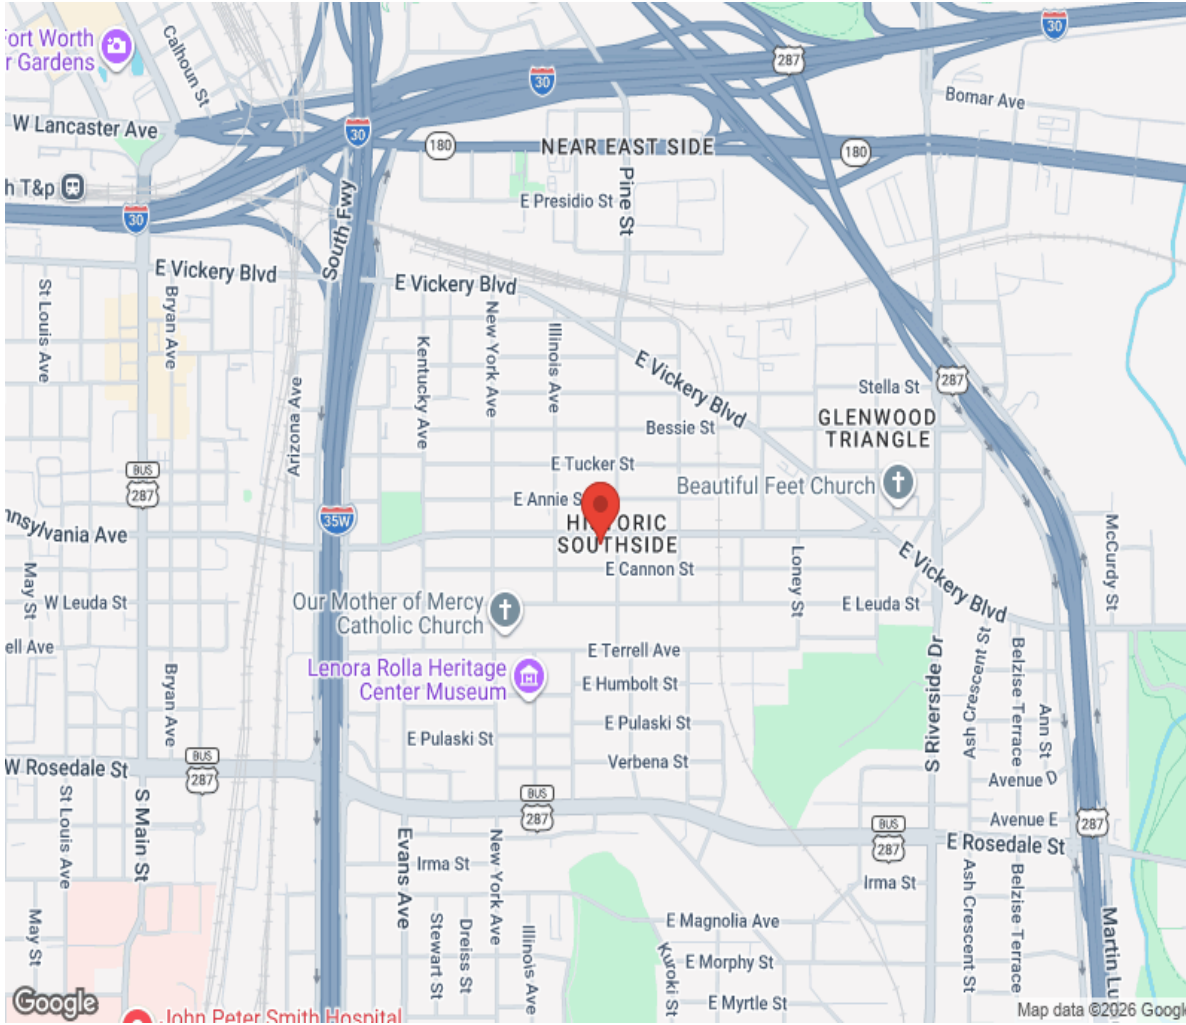 Fort Worth
r Gardens
Calhoun St
30
287
30
Bomar Ave
W Lancaster Ave
30
180
NEAR EAST SIDE
180
h T&p
E Presidio St
Pine St
30
South Fwy
E Vickery Blvd
E Vickery Blvd
St Louis Ave
Bryan Ave
New York Ave
Illinois Ave
Kentucky Ave
Arizona Ave
E Vickery Blvd
Stella St
287
GLENWOOD
TRIANGLE
Bessie St
E Tucker St
BUS
287
E Annie S
Beautiful Feet Church
35W
nnsylvania Ave
HI ORIC
SOUTHSIDE
E Cannon St
Loney St
E Vickery Blvd
McCurdy St
May St
W Leuda St
Our Mother of Mercy
Catholic Church
E Leuda St
ell Ave
E Terrell Ave
Lenora Rolla Heritage
Center Museum
E Humbolt St
Bryan Ave
S Riverside Dr
Ash Crescent St
Belzise Terrace
Ann St
E Pulaski St
E Pulaski St
Verbena St
W Rosedale St
BUS
287
Avenue D
St Louis Ave
S Main St
BUS
287
Avenue E
287
BUS
287
E Rosedale St
Evans Ave
New York Ave
Irma St
Irma St
Ash Crescent St
Belzise Terrace
May St
Stewart St
Dreiss St
Illinois Ave
E Magnolia Ave
Kuroki St
E Morphy St
E Myrtle St
Martin Lu
Google
John Peter Smith Hospital
Map data ©2026 Google